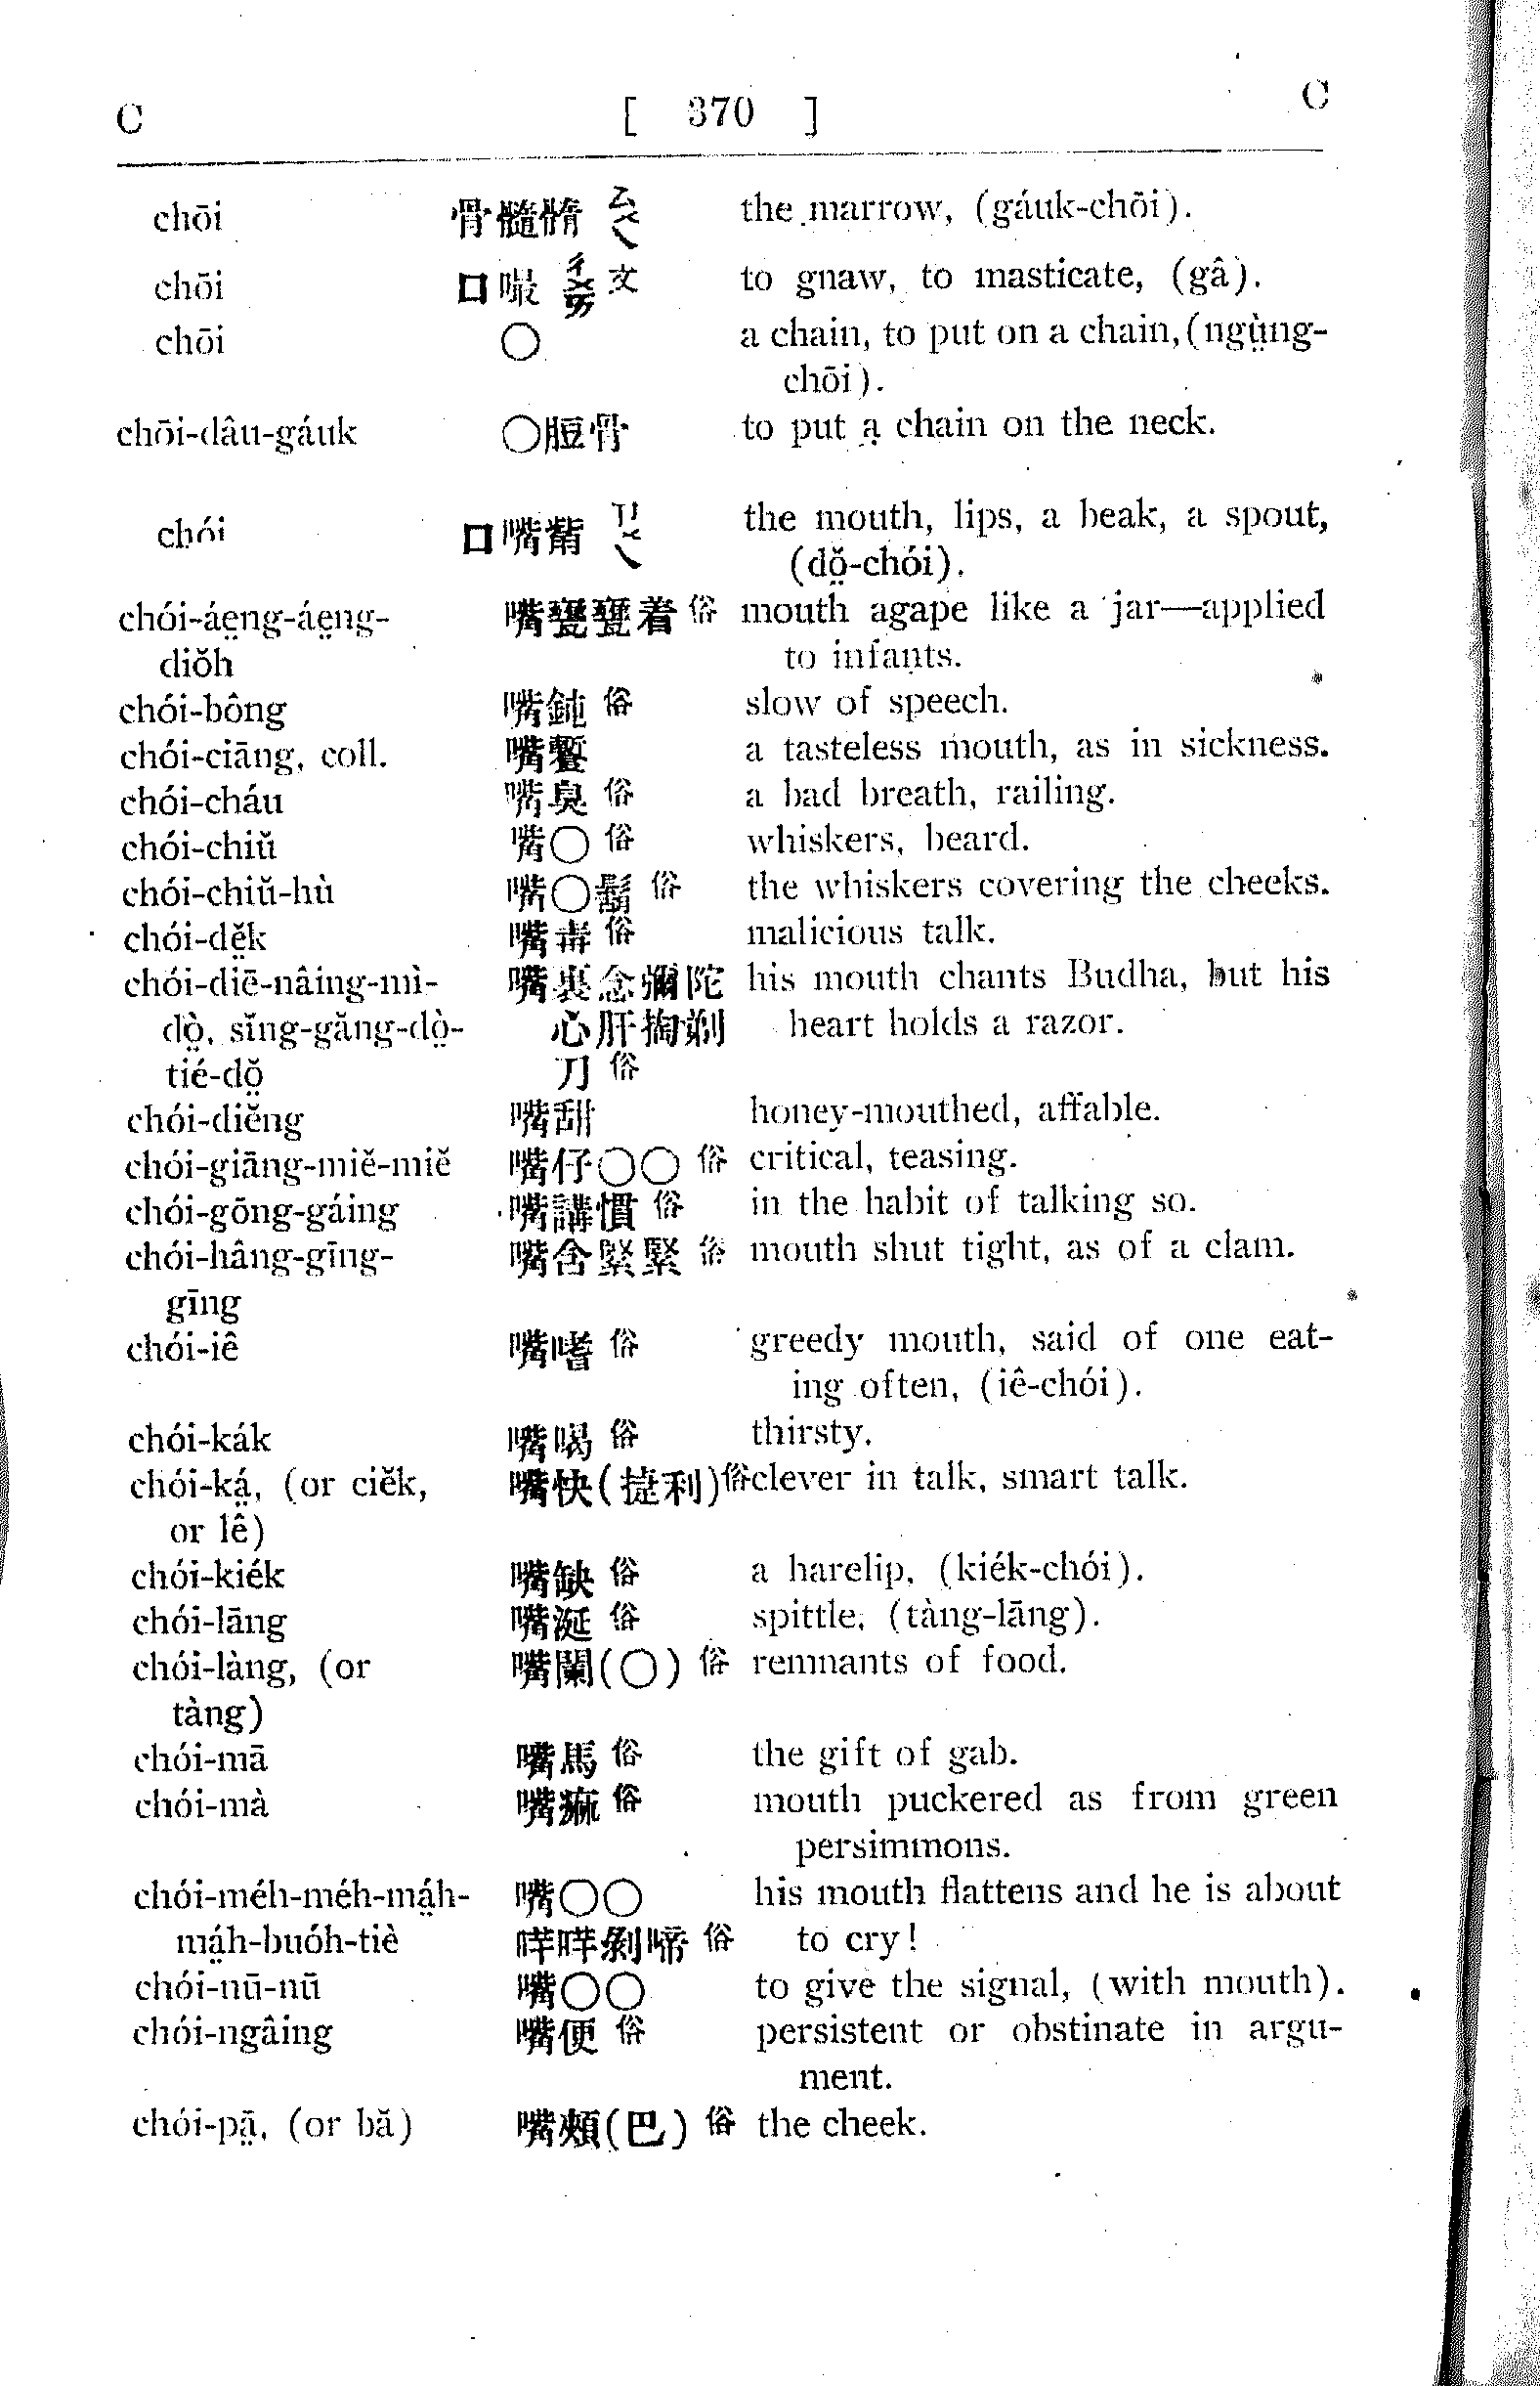 C [ 370 ] C
chōi 骨 髓 膸 ㄙㄨㄟ the marrow, (gáuk-chōi).
chōi 口 嘬 ㄔㄨㄞ 文 to gnaw, to masticate, (gâ).
chōi ○ a chain, to put on a chain, (ngṳ̀ng-
chōi).
chōi-dâu-gáuk ○脰骨 to put a chain on the neck.
chói 口 嘴 觜 ㄗㄨㄟ the mouth, lips, a beak, a spout,
(dŏ̤-chói).
chói-áe̤ng-áe̤ng- 嘴甕甕着 俗 mouth agape like a jar—applied
diŏh to infants.
chói-bông 嘴鈍 俗 slow of speech.
chói-ciāng, coll. 嘴 a tasteless mouth, as in sickness.
chói-cháu 嘴臭 俗 a bad breath, railing.
chói-chiŭ 嘴○ 俗 whiskers, beard.
chói-chiŭ-hù 嘴○鬍 俗 the whiskers covering the cheeks.
chói-dĕ̤k 嘴毒 俗 malicious talk.
chói-diē-nâing-mì- 嘴裏念彌陀 his mouth chants Budha, but his
dò̤, sĭng-găng-dò̤- 心肝掏剃 heart holds a razor.
tié-dŏ̤ 刀 俗
chói-diĕng 嘴甜 honey-mouthed, affable.
chói-giāng-miĕ-miĕ 嘴仔○○ 俗 critical, teasing.
chói-gōng-gáing 嘴講慣 俗 in the habit of talking so.
chói-hâng-gīng- 嘴含緊緊 俗 mouth shut tight, as of a clam.
gīng
chói-iê 嘴嗜 俗 greedy mouth, said of one eat-
ing often, (iê-chói).
chói-kák 嘴喝 俗 thirsty.
chói-ká̤, (or ciĕk, 嘴快(捷利)俗 clever in talk, smart talk.
or lê)
chói-kiék 嘴缺 俗 a harelip, (kiék-chói).
chói-lāng 嘴涎 俗 spittle, (tàng-lāng).
chói-làng, (or 嘴闌(○) 俗 remnants of food.
tàng)
chói-mā 嘴馬 俗 the gift of gab.
chói-mà 嘴痲 俗 mouth puckered as from green
persimmons.
chói-méh-méh-má̤h- 嘴○○ his mouth flattens and he is about
má̤h-buóh-tiè 咩咩剝啼 俗 to cry!
chói-nū-nū 嘴○○ to give the signal, (with mouth).
chói-ngâing 嘴便 俗 persistent or obstinate in argu-
ment.
chói-pā̤, (or bă) 嘴頰(巴) 俗 the cheek.